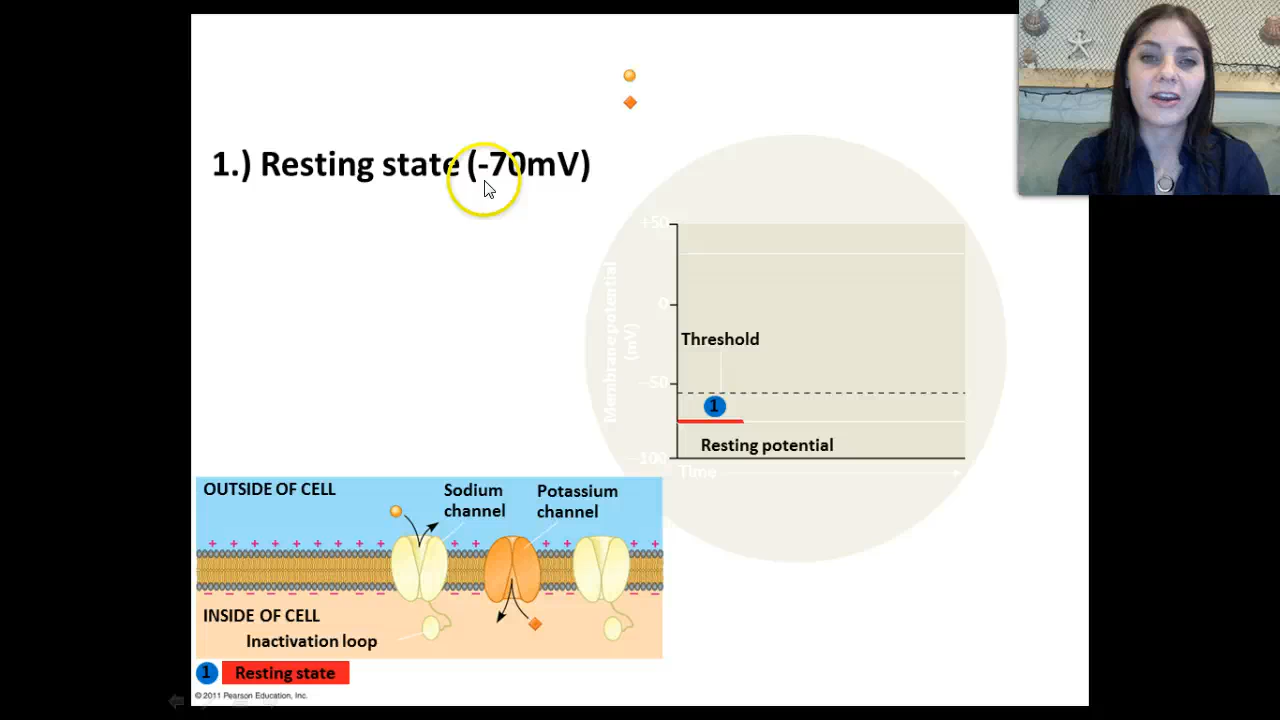 1.) Resting state (-70mV)
+50
0
–50
–100
Membrane potential
(mV)
Threshold
1
Resting potential
Time
OUTSIDE OF CELL
Sodium
channel
Potassium
channel
+ + + + + + + + + + + + + + + +
INSIDE OF CELL
Inactivation loop
1 Resting state
© 2011 Pearson Education, Inc.